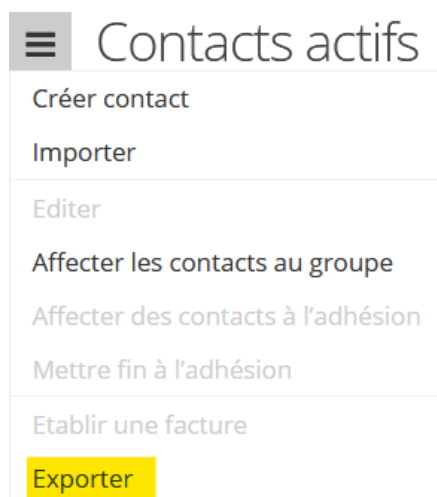 Contacts actifs
Créer contact
Importer
Editer
Affecter les contacts au groupe
Affecter des contacts à l’adhésion
Mettre fin à l’adhésion
Etablir une facture
Exporter